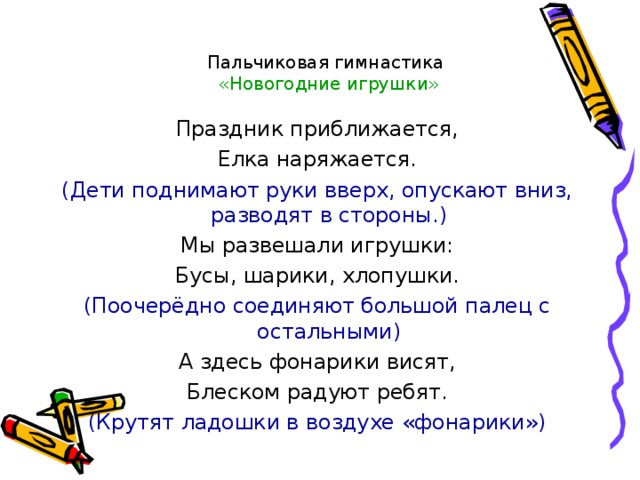 Пальчиковая гимнастика
«Новогодние игрушки»
Праздник приближается,
Елка наряжается.
(Дети поднимают руки вверх, опускают вниз,
разводят в стороны.)
Мы развешали игрушки:
Бусы, шарики, хлопушки.
(Поочерёдно соединяют большой палец с
остальными)
А здесь фонарики висят,
Блеском радуют ребят.
(Крутят ладошки в воздухе «фонарики»)